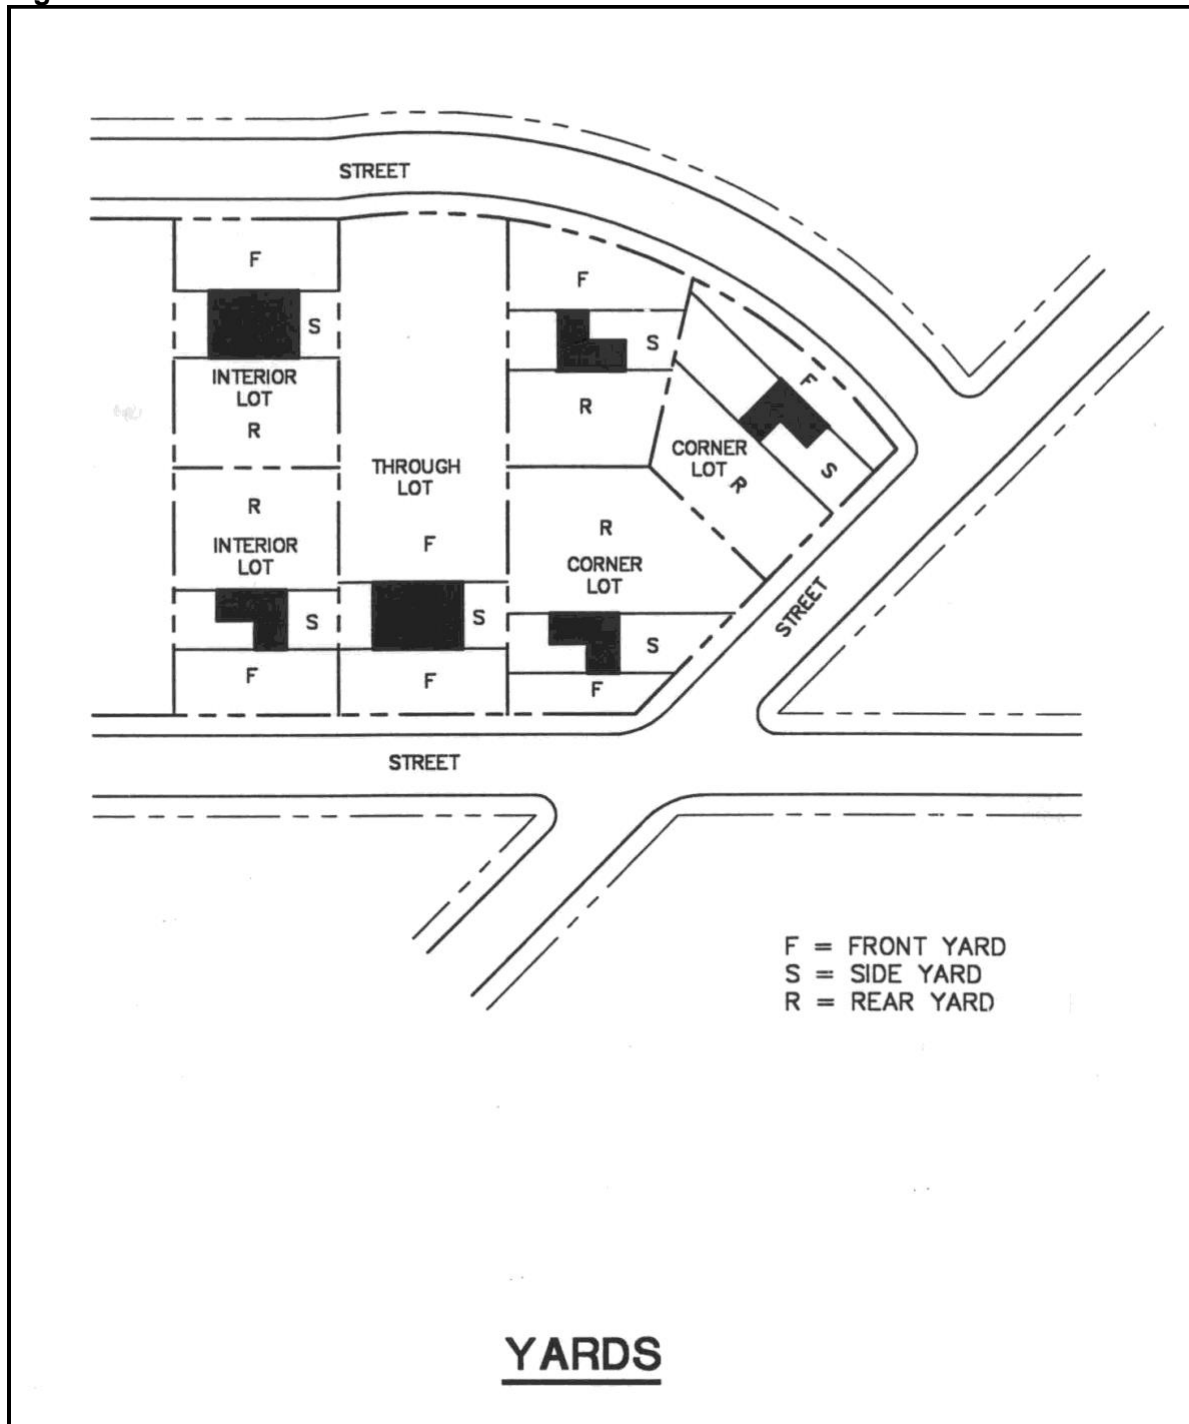 STREET
F
F
S
S
INTERIOR
LOT
F
R
R
CORNER
LOT
R
THROUGH
LOT
S
R
R
INTERIOR
LOT
F
CORNER
LOT
STREET
S
S
S
F
F
F
STREET
F = FRONT YARD
S = SIDE YARD
R = REAR YARD
YARDS